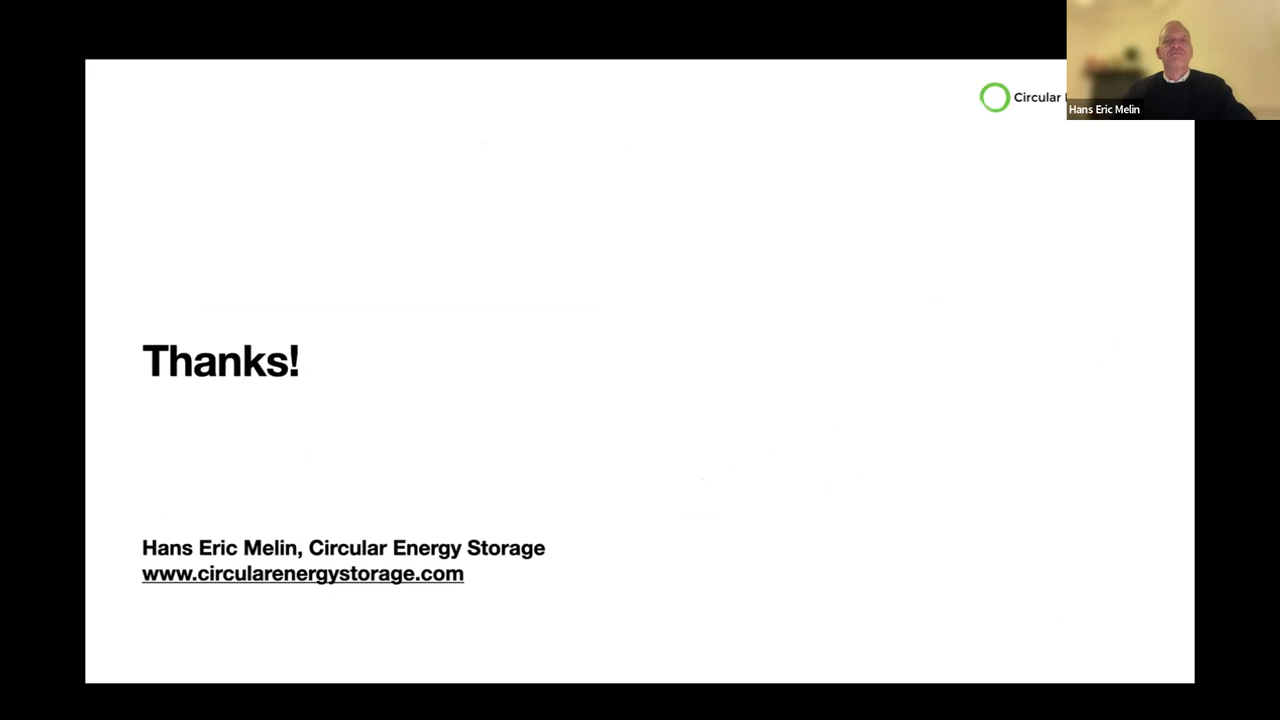 Circular
Hans Eric Melin
Thanks!
Hans Eric Melin, Circular Energy Storage
www.circularenergystorage.com